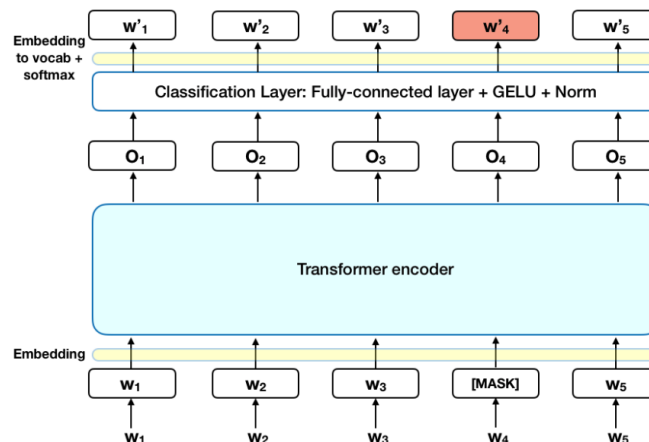 Embedding
to vocab +
softmax
w'1 w'2 w'3 w'4 w'5
Classification Layer: Fully-connected layer + GELU + Norm
O1 O2 O3 O4 O5
Transformer encoder
Embedding
W1 W2 W3 [MASK] W5
W1 W2 W3 W4 W5